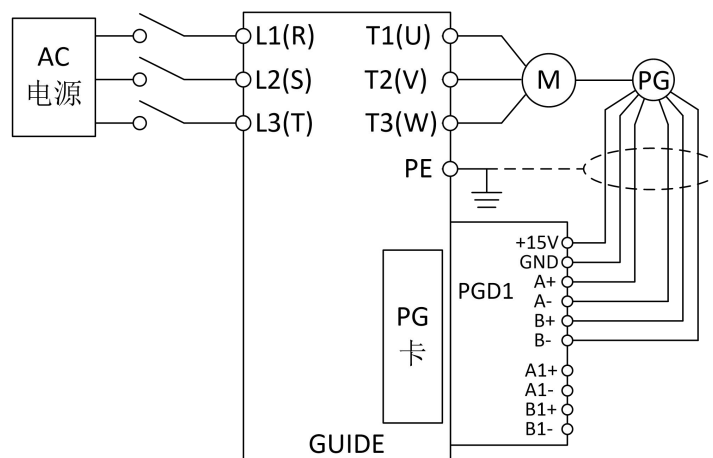 AC
电源
L1(R)
L2(S)
L3(T)
T1(U)
T2(V)
T3(W)
PE
M
PG
+15V
GND
A+
A-
B+
B-
A1+
A1-
B1+
B1-
PGD1
PG
卡
GUIDE